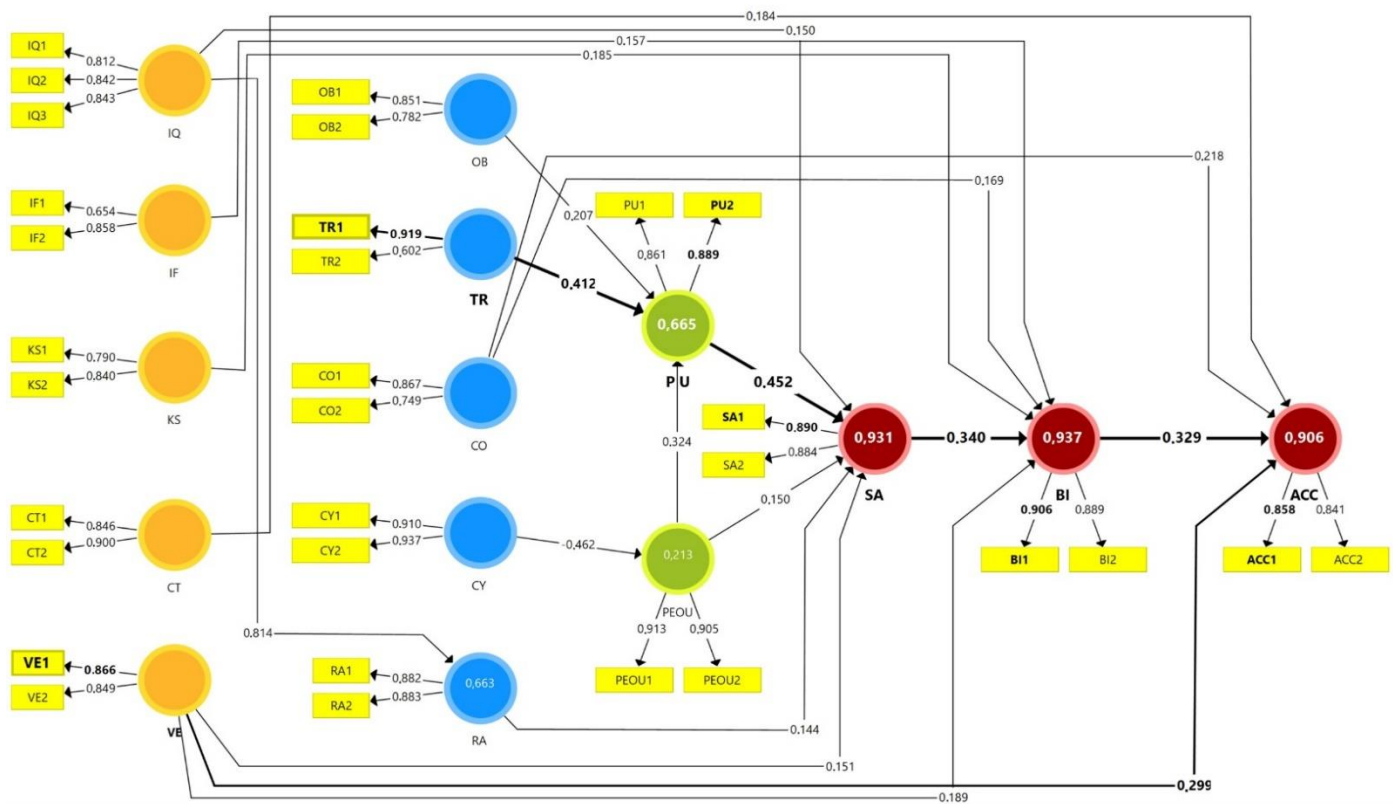 0.184
0.150
0.157
0.185
IQ1
0.812
IQ2
0.842
IQ3
0.843
IQ
OB1
0.851
OB2
0.782
OB
0.218
0.169
IF1
0.654
IF2
0.858
IF
TR1
0.919
TR2
0,602
TR
0,207
0,412
PU1
PU2
0,861
0.889
0,665
PU
KS1
0.790
KS2
0.840
KS
CO1
0.867
CO2
0.749
CO
0,452
0,324
SA1
0.890
SA2
0.884
0,931
SA
0.340
0,937
BI
0.329
0,906
ACC
0.906
0.889
BI1
BI2
0.858
0.841
ACC1
ACC2
CT1
0.846
CT2
0.900
CT
CY1
0.910
CY2
0.937
CY
-0,462
0,150
0,213
PEOU
0,913
0,905
PEOU1
PEOU2
0.814
VE1
0.866
VE2
0.849
VE
RA1
0.882
RA2
0.883
0,663
RA
0.144
0.151
0,299
0.189